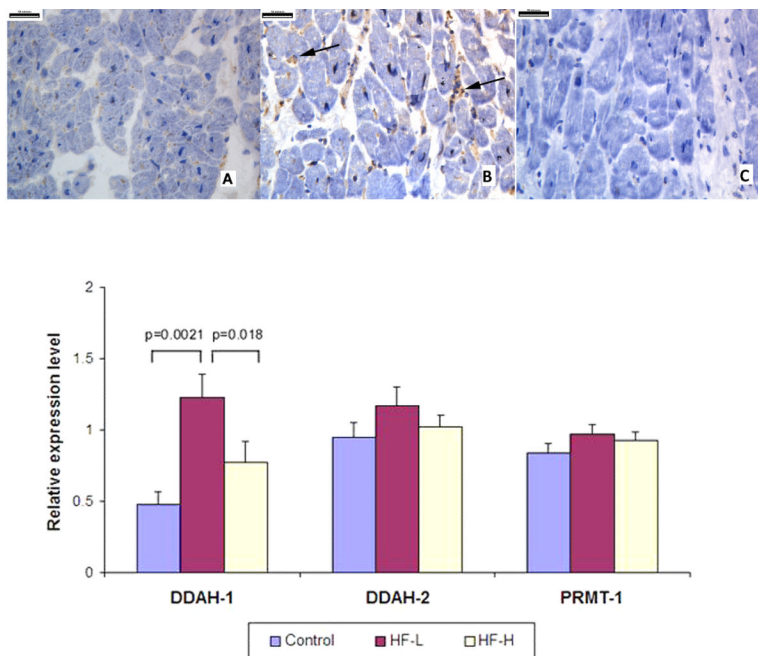 A
B
C
p=0.0021
p=0.018
Relative expression level
2
1.5
1
0.5
0
DDAH-1
DDAH-2
PRMT-1
Control
HF-L
HF-H